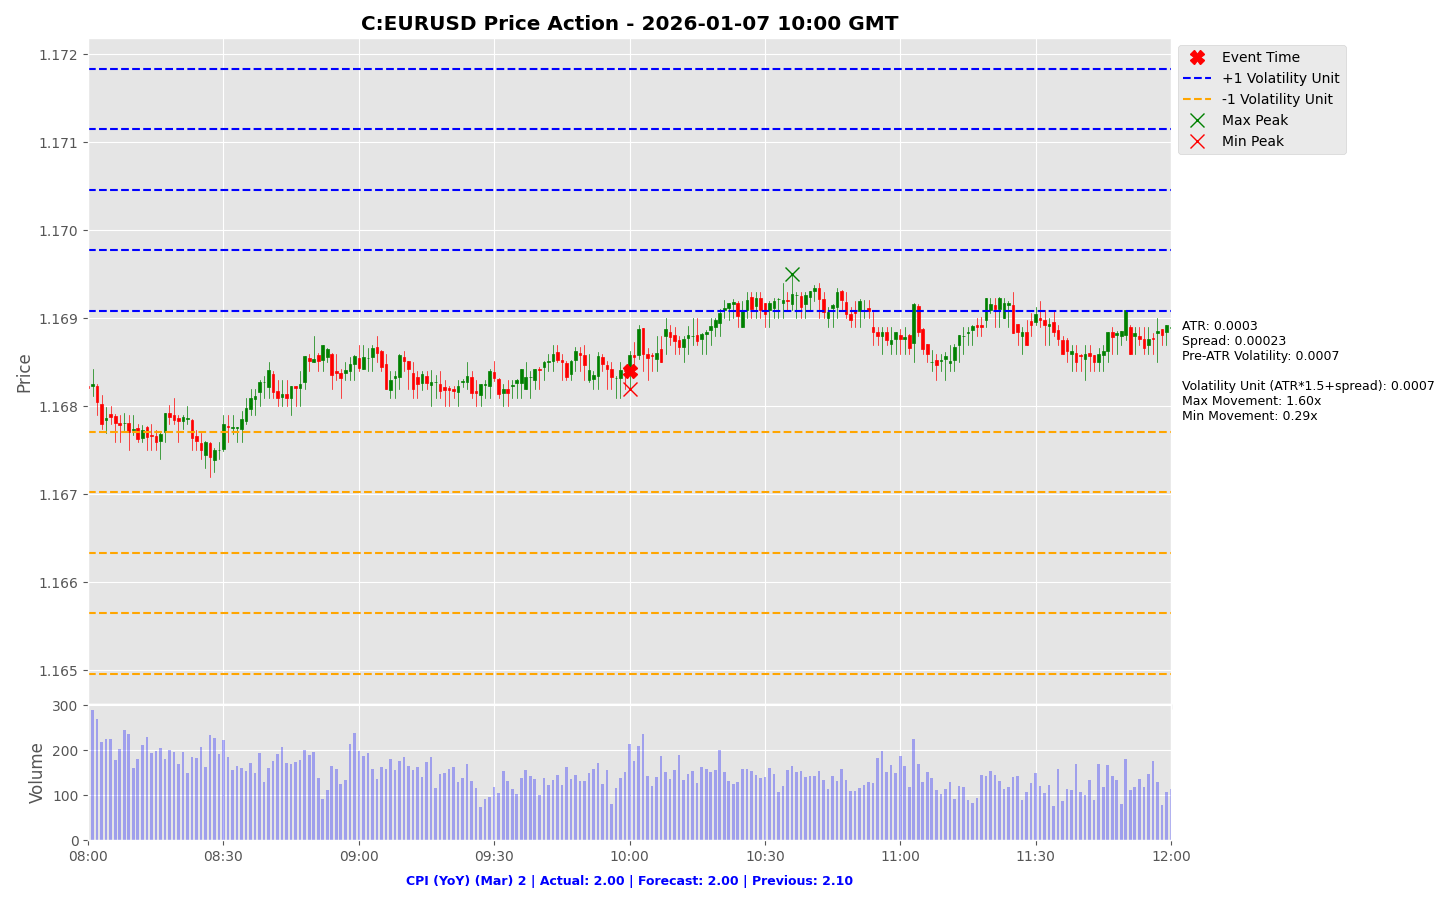 C:EURUSD Price Action - 2026-01-07 10:00 GMT
1.172
1.171
1.170
1.169
1.168
1.167
1.166
1.165
Price
Event Time
+1 Volatility Unit
-1 Volatility Unit
Max Peak
Min Peak
ATR: 0.0003
Spread: 0.00023
Pre-ATR Volatility: 0.0007
Volatility Unit (ATR*1.5+spread): 0.0007
Max Movement: 1.60x
Min Movement: 0.29x
300
200
100
0
Volume
08:00
08:30
09:00
09:30
10:00
10:30
11:00
11:30
12:00
CPI (YoY) (Mar) 2 | Actual: 2.00 | Forecast: 2.00 | Previous: 2.10